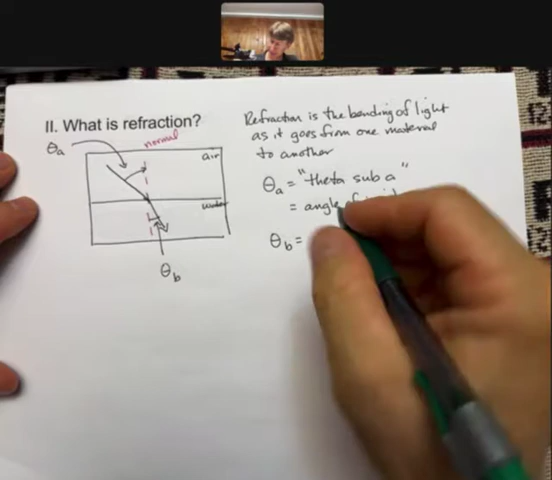 II. What is refraction?
Refraction is the bending of light
as it goes from one material
to another
normal
θa
air
θa = "theta sub a"
water
= angle of
θb =
θb